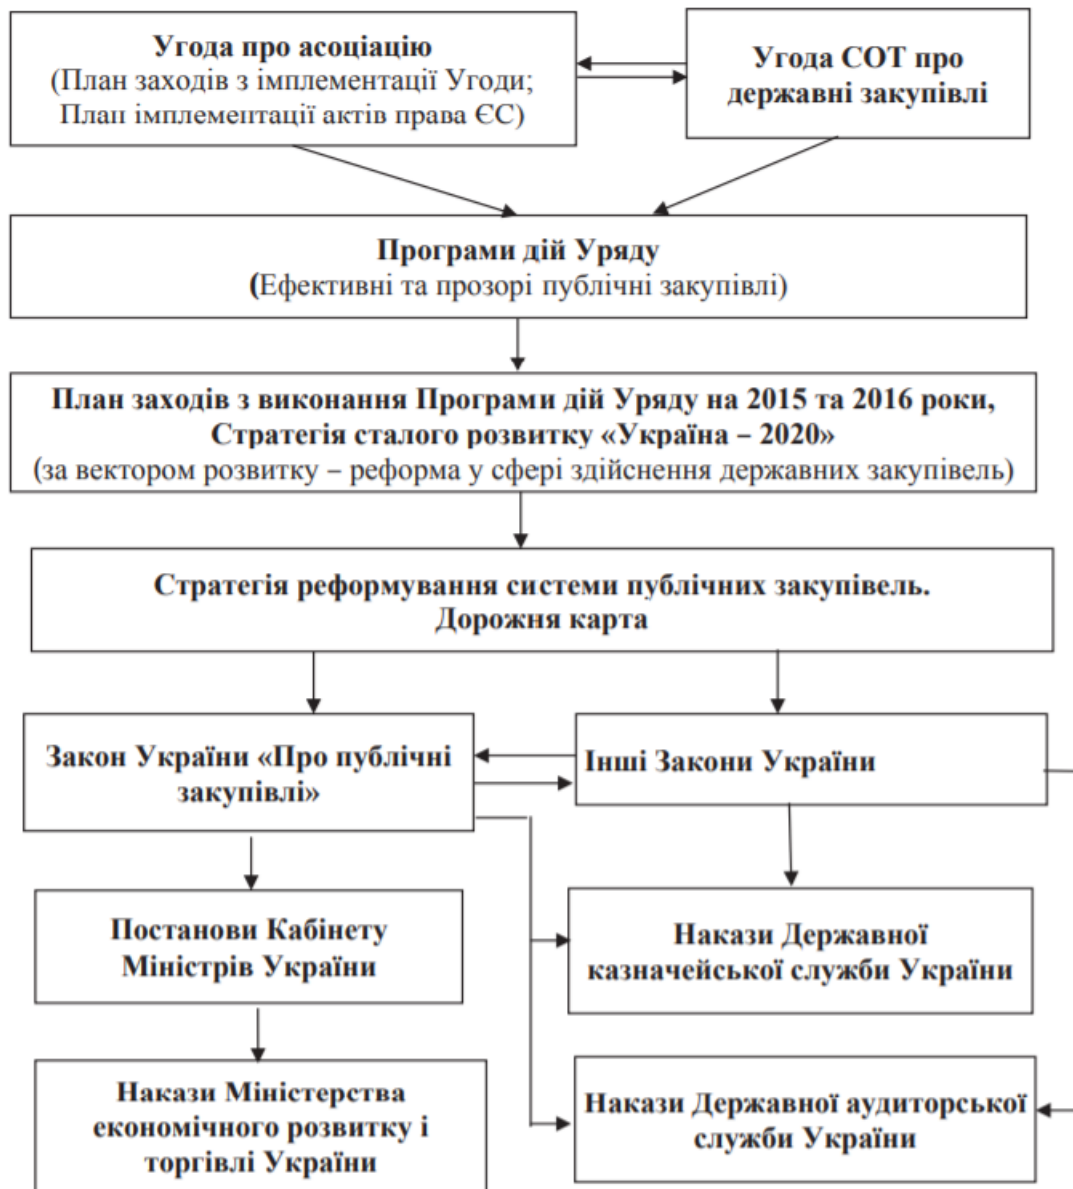 Угода про асоціацію
(План заходів з імплементації Угоди;
План імплементації актів права ЄС)
Угода СОТ про
державні закупівлі
Програми дій Уряду
(Ефективні та прозорі публічні закупівлі)
План заходів з виконання Програми дій Уряду на 2015 та 2016 роки,
Стратегія сталого розвитку «Україна – 2020»
(за вектором розвитку – реформа у сфері здійснення державних закупівель)
Стратегія реформування системи публічних закупівель.
Дорожня карта
Закон України «Про публічні
закупівлі»
Інші Закони України
Постанови Кабінету
Міністрів України
Накази Державної
казначейської служби України
Накази Міністерства
економічного розвитку і
торгівлі України
Накази Державної аудиторської
служби України